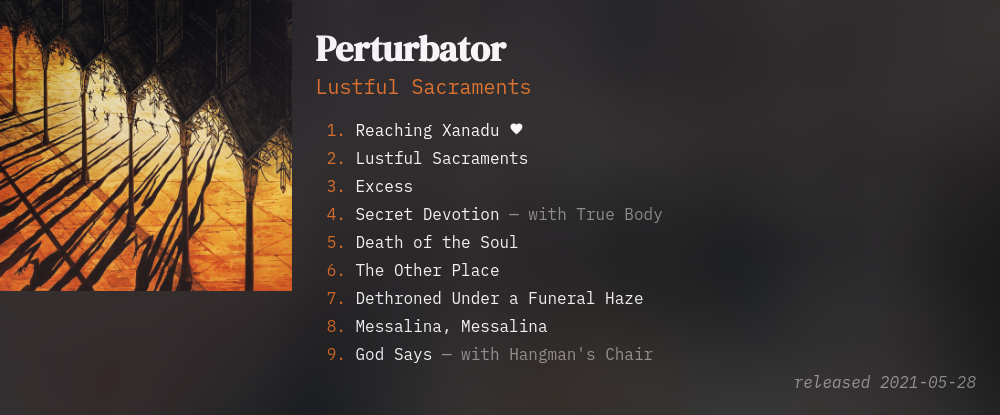 Perturbator
Lustful Sacraments
1. Reaching Xanadu ♥
2. Lustful Sacraments
3. Excess
4. Secret Devotion — with True Body
5. Death of the Soul
6. The Other Place
7. Dethroned Under a Funeral Haze
8. Messalina, Messalina
9. God Says — with Hangman's Chair
released 2021-05-28